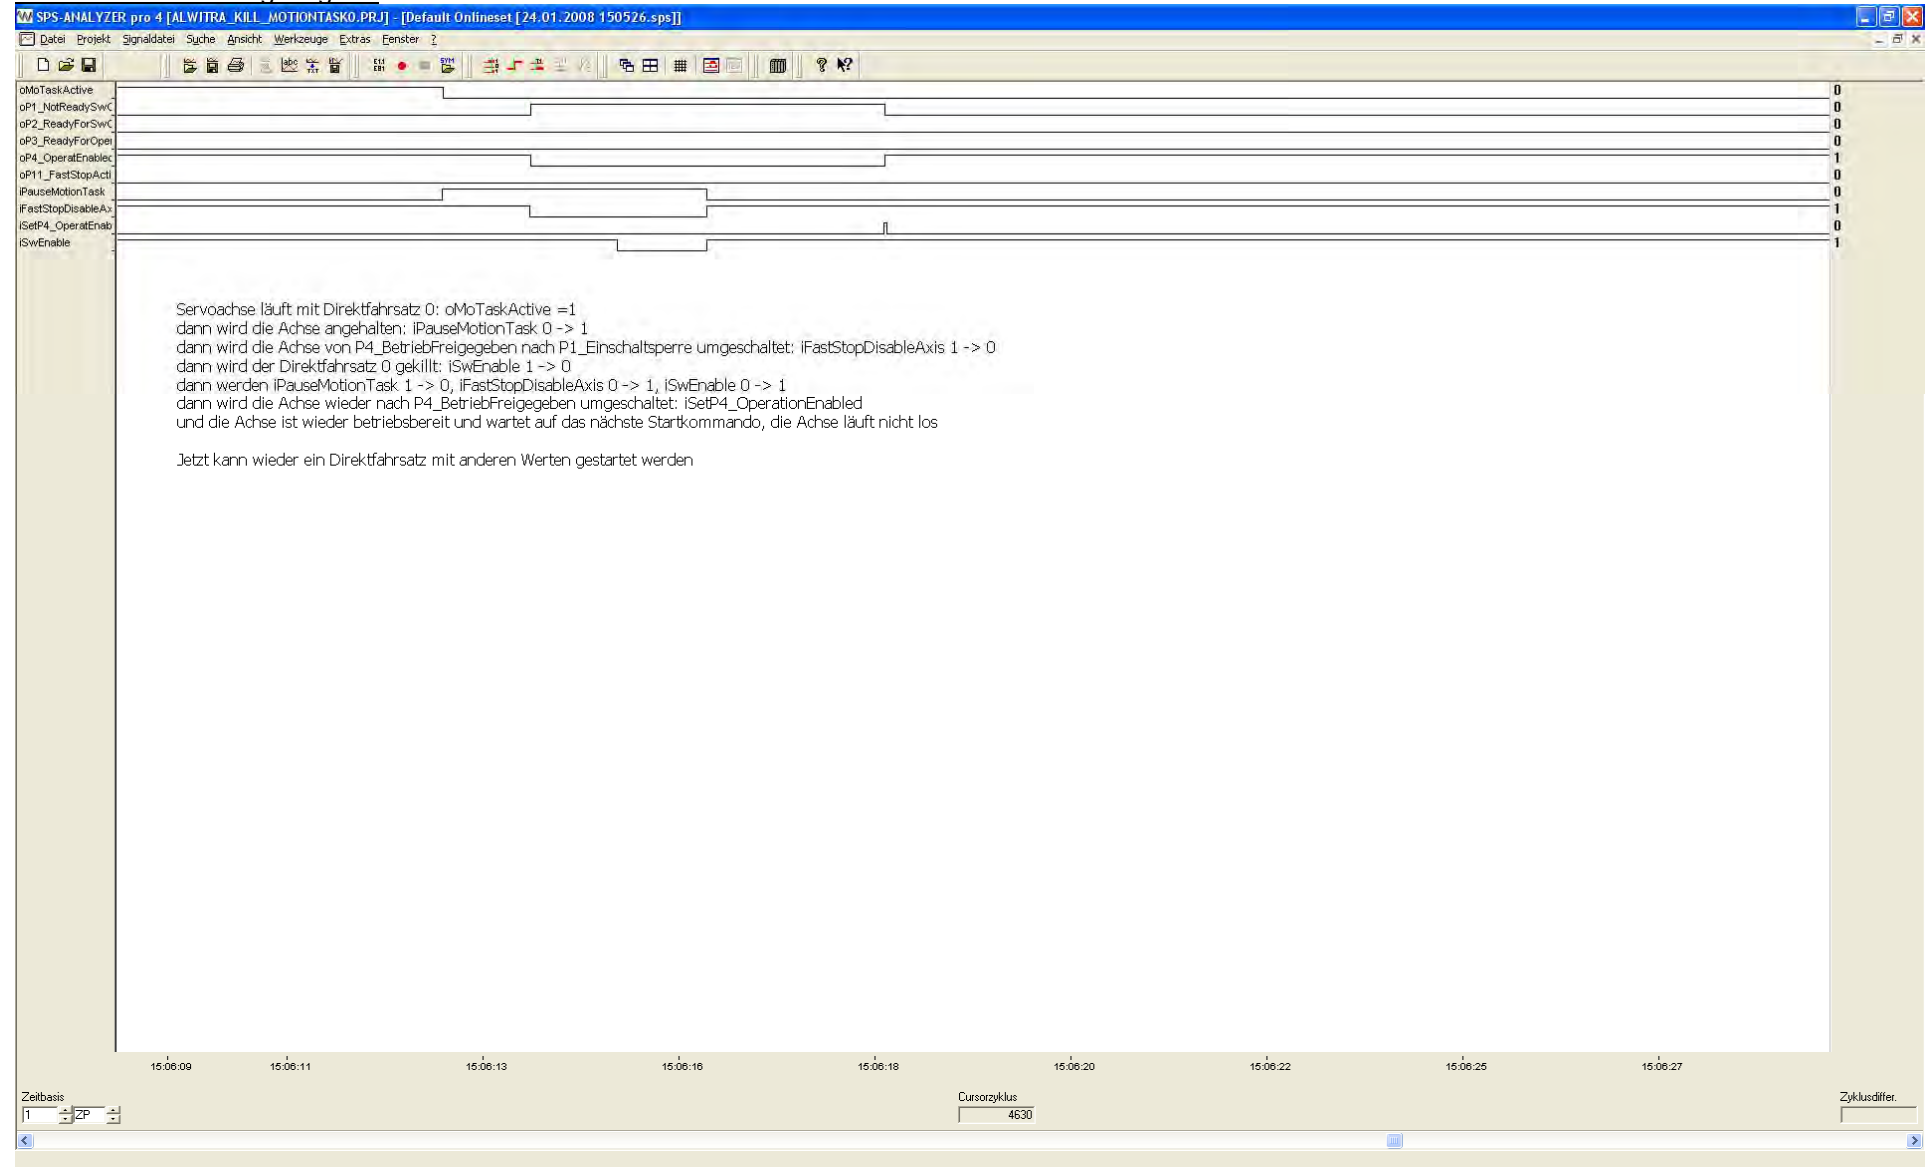 SPS-ANALYZER pro 4 [ALWITRA_KILL_MOTIONTASK0.PRJ] - [Default Onlineset [24.01.2008 150526.sps]]
Datei Projekt Signaldatei Suche Ansicht Werkzeuge Extras Fenster ?
oMoTaskActive 0
oP1_NotReadySwC 0
oP2_ReadyForSwC 0
oP3_ReadyForOper 0
oP4_OperatEnabled 1
oP11_FastStopActi 0
iPauseMotionTask 0
iFastStopDisableAx 1
iSetP4_OperatEnab 0
iSwEnable 1
Servoachse läuft mit Direktfahrsatz 0: oMoTaskActive =1
dann wird die Achse angehalten: iPauseMotionTask 0 -> 1
dann wird die Achse von P4_BetriebFreigegeben nach P1_Einschaltsperre umgeschaltet: iFastStopDisableAxis 1 -> 0
dann wird der Direktfahrsatz 0 gekillt: iSwEnable 1 -> 0
dann werden iPauseMotionTask 1 -> 0, iFastStopDisableAxis 0 -> 1, iSwEnable 0 -> 1
dann wird die Achse wieder nach P4_BetriebFreigegeben umgeschaltet: iSetP4_OperationEnabled
und die Achse ist wieder betriebsbereit und wartet auf das nächste Startkommando, die Achse läuft nicht los
Jetzt kann wieder ein Direktfahrsatz mit anderen Werten gestartet werden
15:06:09 15:06:11 15:06:13 15:06:16 15:06:18 15:06:20 15:06:22 15:06:25 15:06:27
Zeitbasis Cursorzyklus Zyklusdiffer.
1 ZP 4630